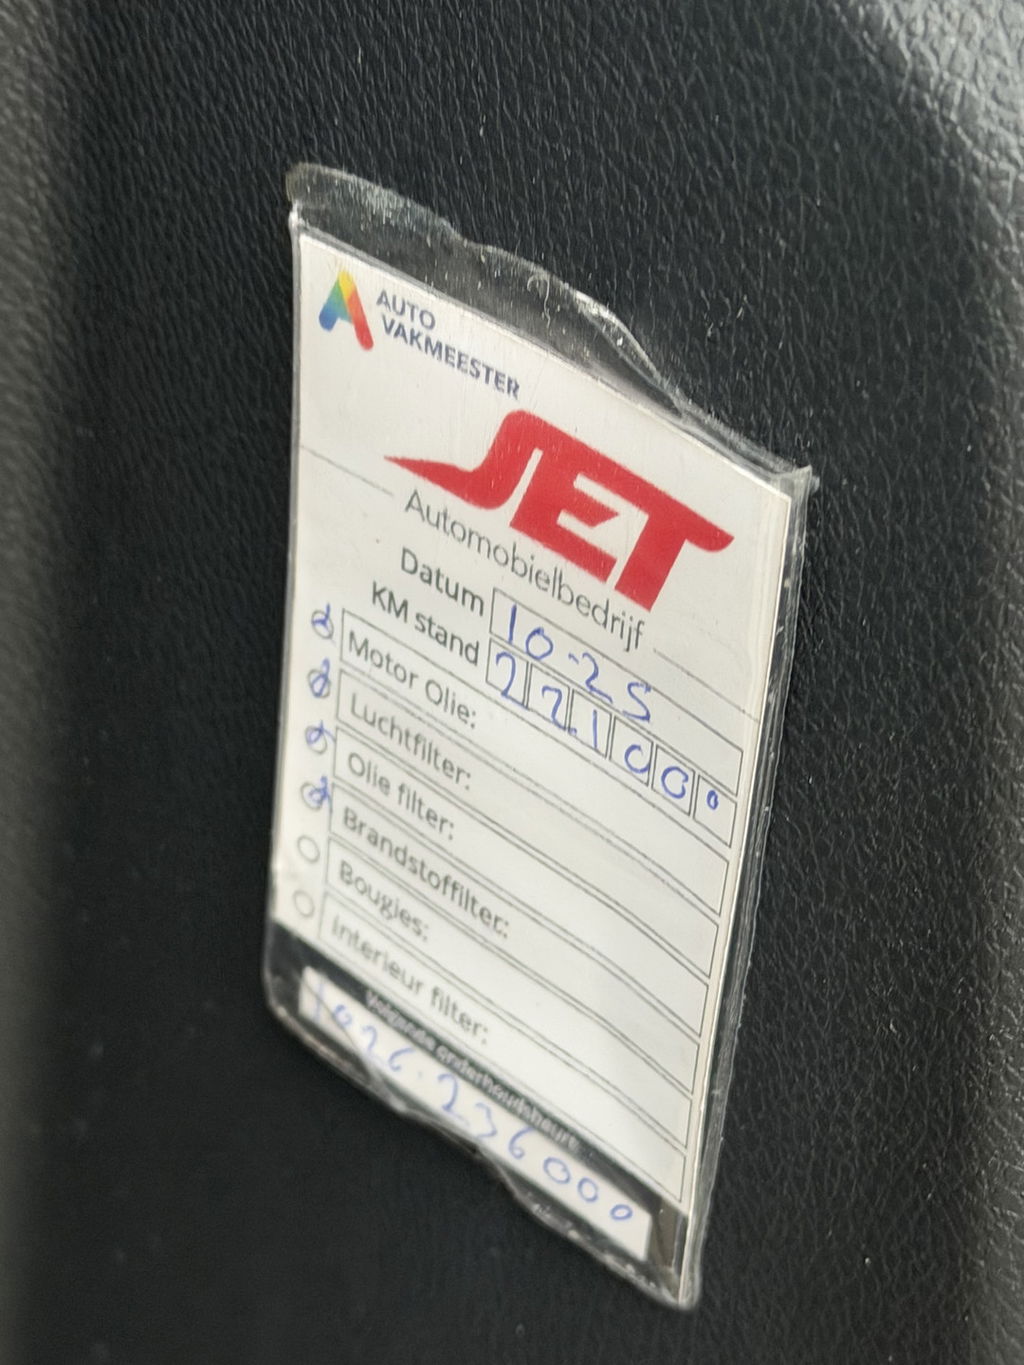 AUTO
VAKMEESTER
JET
Automobielbedrijf
Datum 10-25
KM stand 221000
Motor Olie:
Luchtfilter:
Olie filter:
Brandstoffilter:
Bougies:
Interieur filter:
Volgende onderhoudsbeurt
1026. 236000